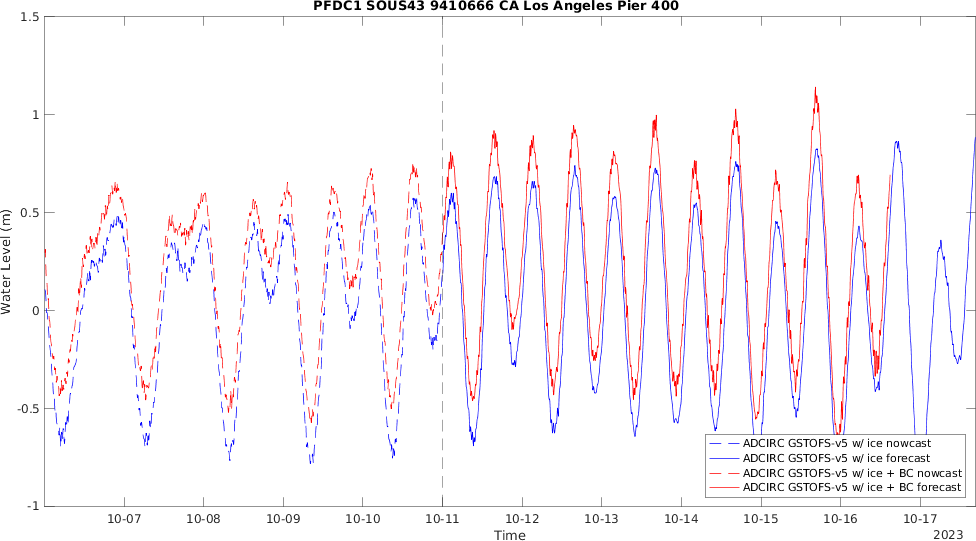 PFDC1 SOUS43 9410666 CA Los Angeles Pier 400
1.5
1
0.5
0
-0.5
-1
Water Level (m)
ADCIRC GSTOFS-v5 w/ ice nowcast
ADCIRC GSTOFS-v5 w/ ice forecast
ADCIRC GSTOFS-v5 w/ ice + BC nowcast
ADCIRC GSTOFS-v5 w/ ice + BC forecast
10-07 10-08 10-09 10-10 10-11 10-12 10-13 10-14 10-15 10-16 10-17
Time
2023